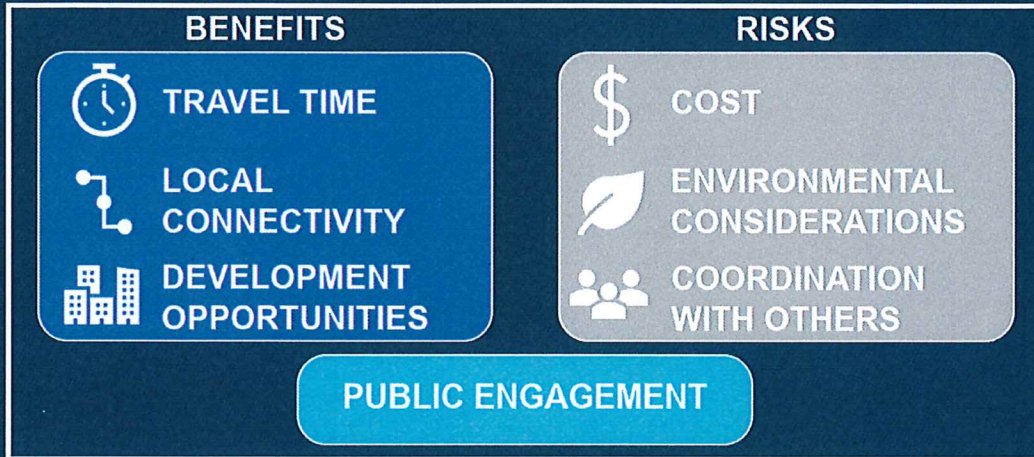 BENEFITS
TRAVEL TIME
LOCAL
CONNECTIVITY
DEVELOPMENT
OPPORTUNITIES
RISKS
$
COST
ENVIRONMENTAL
CONSIDERATIONS
COORDINATION
WITH OTHERS
PUBLIC ENGAGEMENT